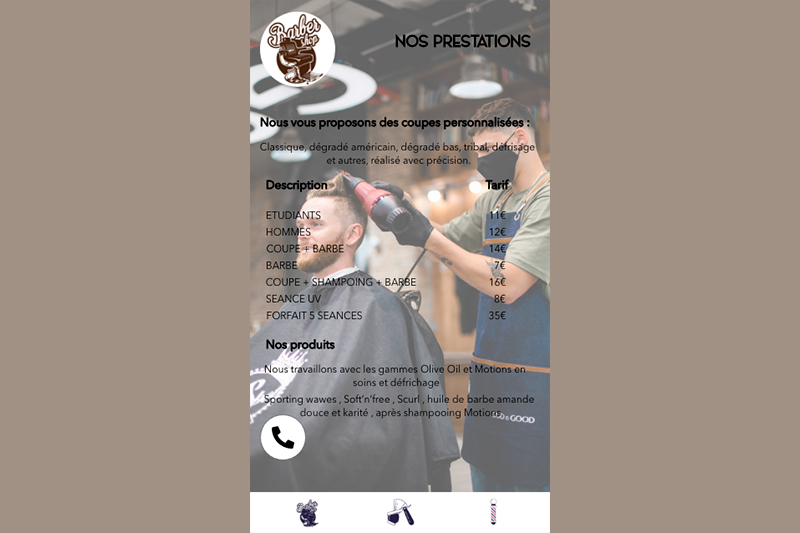 Barber
shop
NOS PRESTATIONS
Nous vous proposons des coupes personnalisées :
Classique, dégradé américain, dégradé bas, tribal, défrisage
et autres, réalisé avec précision.
Description Tarif
ETUDIANTS 11€
HOMMES 12€
COUPE + BARBE 14€
BARBE 7€
COUPE + SHAMPOING + BARBE 16€
SEANCE UV 8€
FORFAIT 5 SEANCES 35€
Nos produits
Nous travaillons avec les gammes Olive Oil et Motions en
soins et défrichage
Sporting wawes , Soft'n'free , Scurl , huile de barbe amande
douce et karité , après shampooing Motions
GOOD